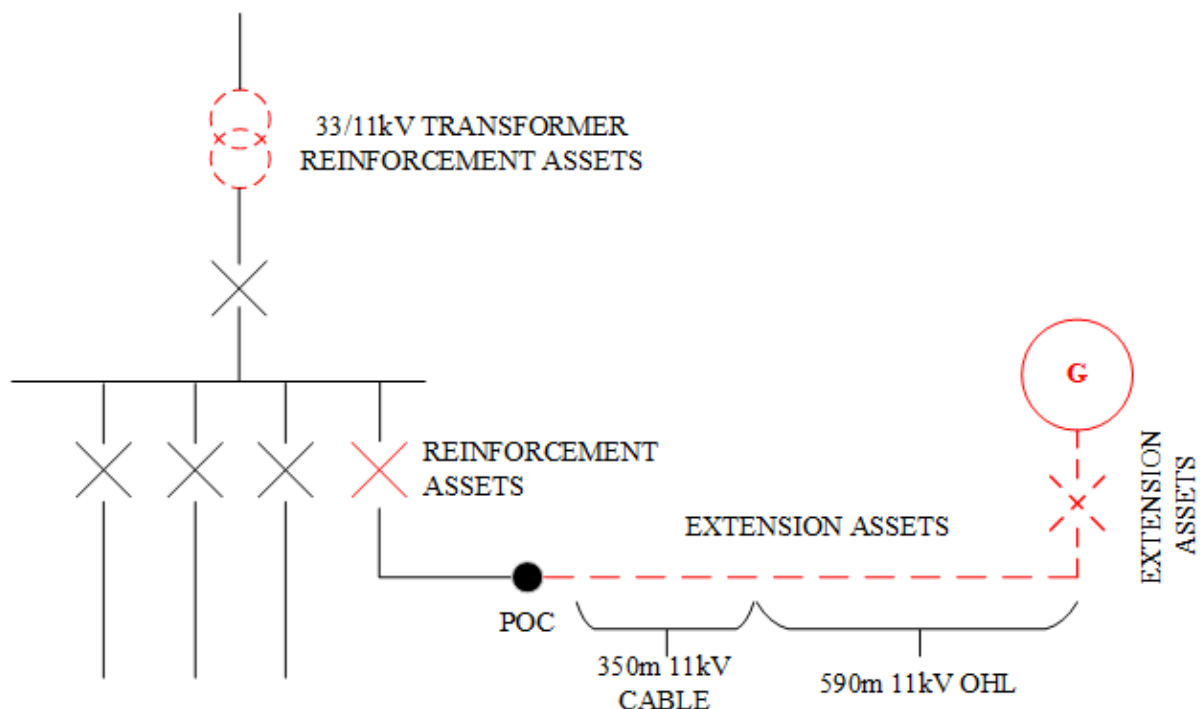 33/11kV TRANSFORMER
REINFORCEMENT ASSETS
G
REINFORCEMENT
ASSETS
EXTENSION ASSETS
EXTENSION
ASSETS
POC
350m 11kV
CABLE
590m 11kV OHL